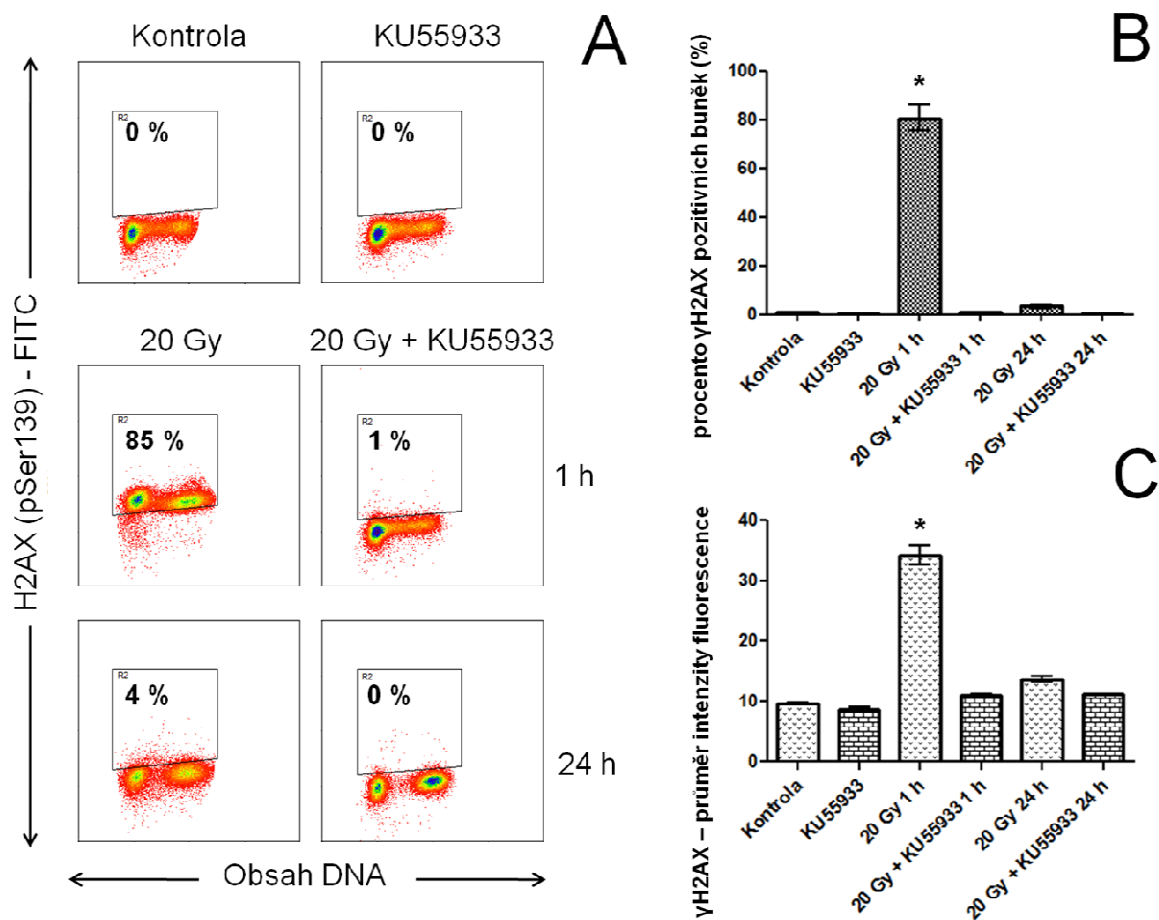 A
Kontrola
KU55933
R2
0 %
R2
0 %
20 Gy
20 Gy + KU55933
R2
85 %
R2
1 %
1 h
R2
4 %
R2
0 %
24 h
H2AX (pSer139) - FITC
Obsah DNA
B
procento γH2AX pozitivních buněk (%)
100
80
60
40
20
0
*
Kontrola
KU55933
20 Gy 1 h
20 Gy + KU55933 1 h
20 Gy 24 h
20 Gy + KU55933 24 h
C
γH2AX – průměr intenzity fluorescence
40
30
20
10
0
*
Kontrola
KU55933
20 Gy 1 h
20 Gy + KU55933 1 h
20 Gy 24 h
20 Gy + KU55933 24 h